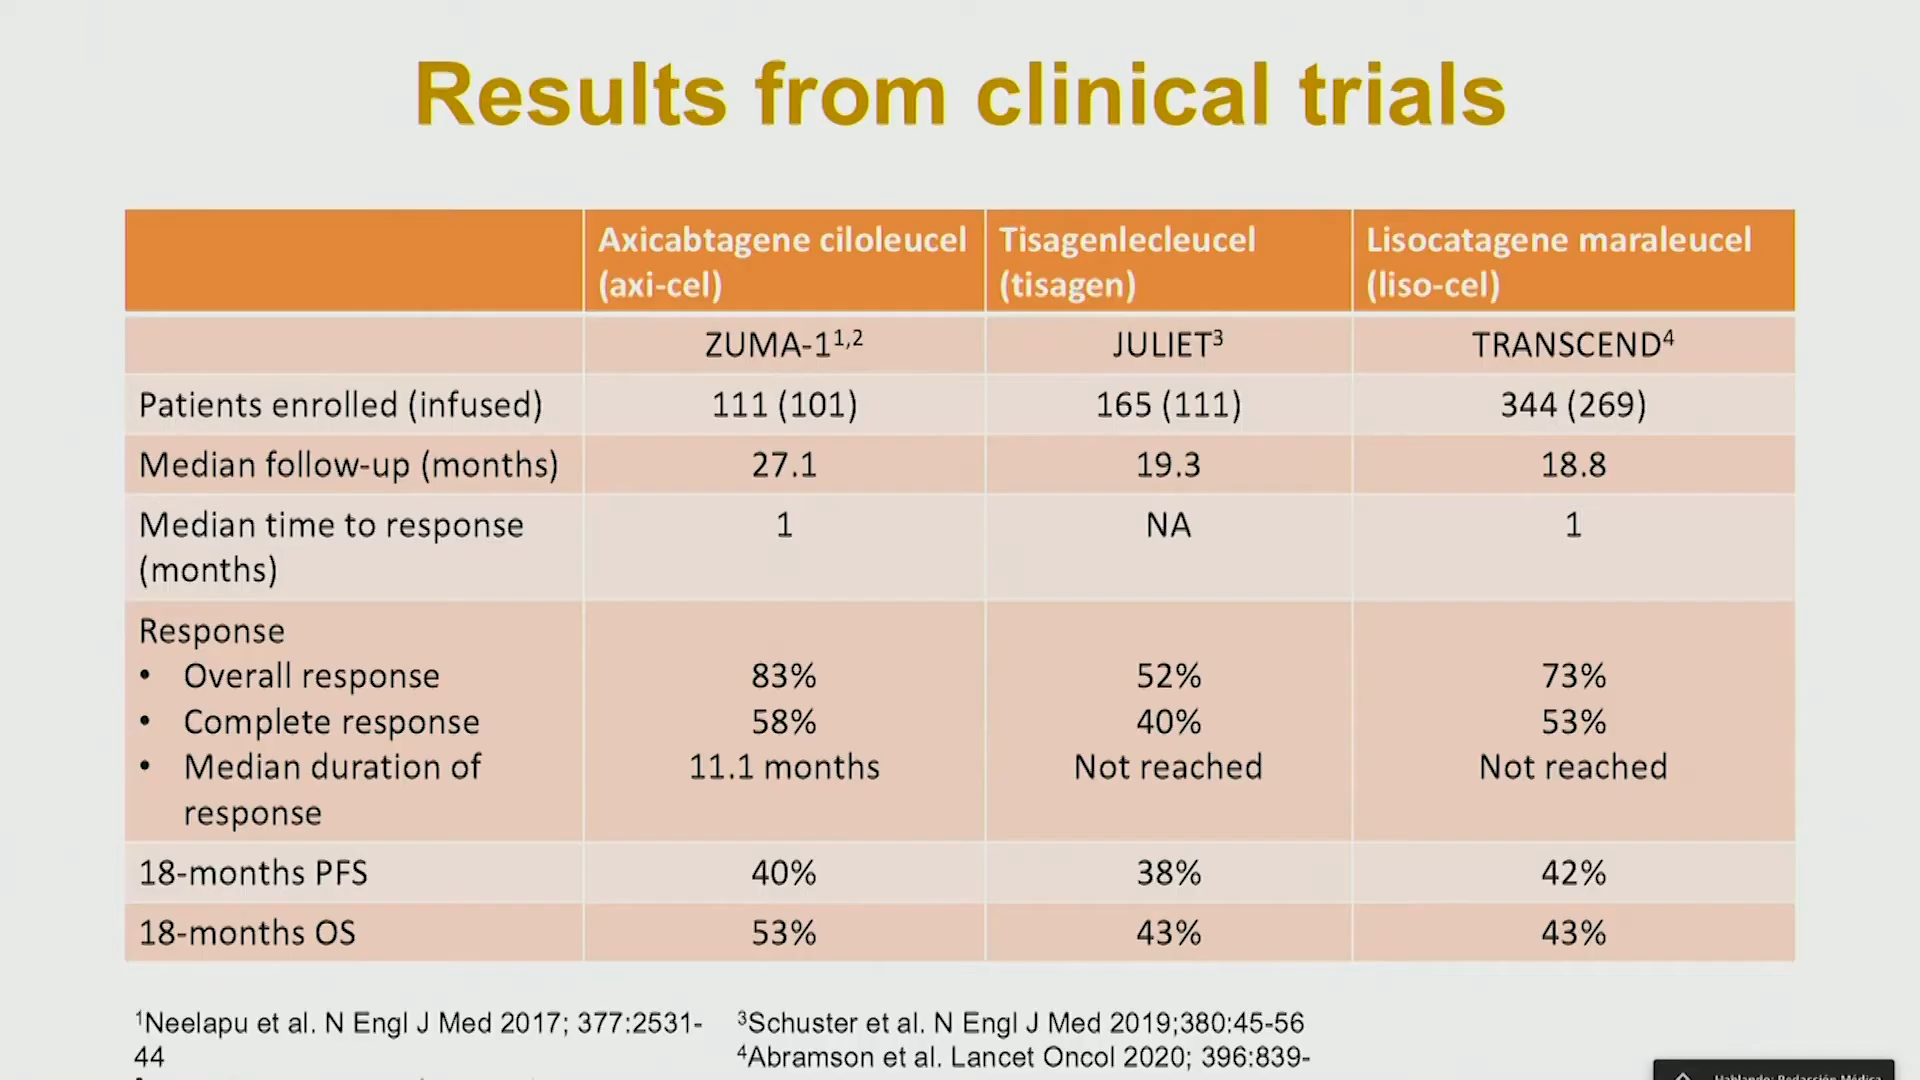 Results from clinical trials
Axicabtagene ciloleucel Tisagenlecleucel Lisocatagene maraleucel
(axi-cel) (tisagen) (liso-cel)
ZUMA-1¹,² JULIET³ TRANSCEND⁴
Patients enrolled (infused) 111 (101) 165 (111) 344 (269)
Median follow-up (months) 27.1 19.3 18.8
Median time to response 1 NA 1
(months)
Response
• Overall response 83% 52% 73%
• Complete response 58% 40% 53%
• Median duration of 11.1 months Not reached Not reached
response
18-months PFS 40% 38% 42%
18-months OS 53% 43% 43%
¹Neelapu et al. N Engl J Med 2017; 377:2531-
44
³Schuster et al. N Engl J Med 2019;380:45-56
⁴Abramson et al. Lancet Oncol 2020; 396:839-
Hablando: Redacción Médica